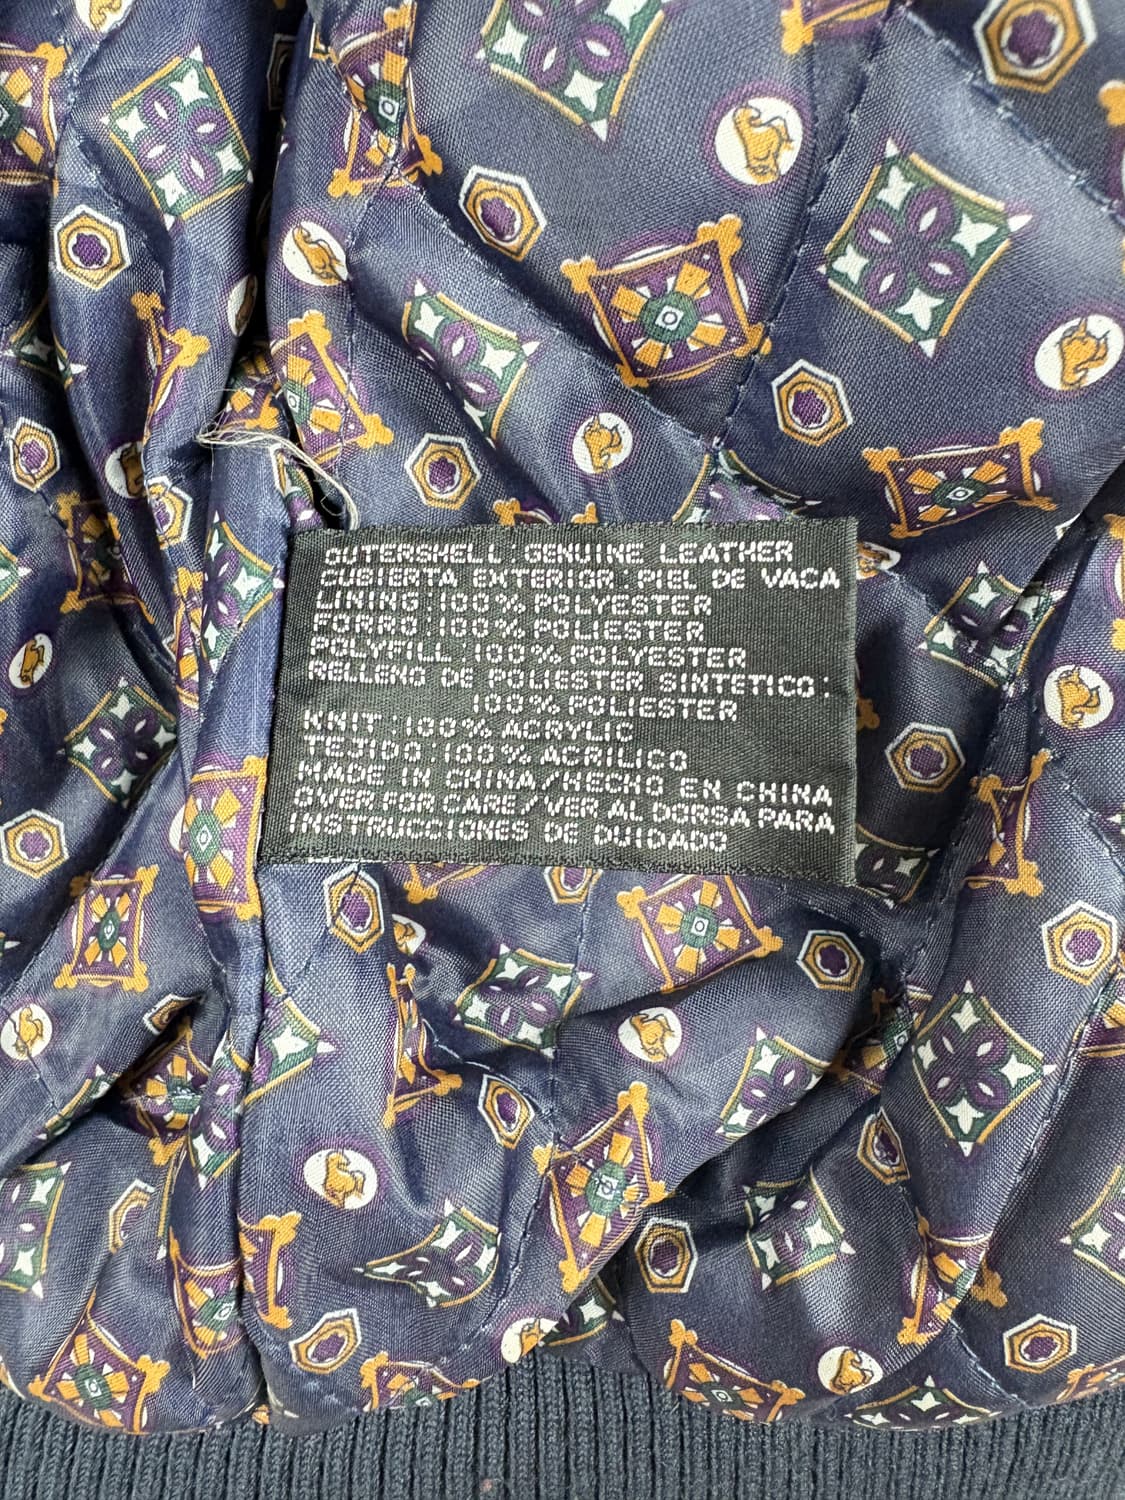 OUTERSHELL : GENUINE LEATHER
CUBIERTA EXTERIOR: PIEL DE VACA
LINING : 100% POLYESTER
FORRO : 100% POLIESTER
POLYFILL : 100% POLYESTER
RELLENO DE POLIESTER SINTETICO :
100% POLIESTER
KNIT : 100% ACRYLIC
TEJIDO : 100% ACRILICO
MADE IN CHINA/HECHO EN CHINA
OVER FOR CARE/VER AL DORSA PARA
INSTRUCCIONES DE DUIDADO